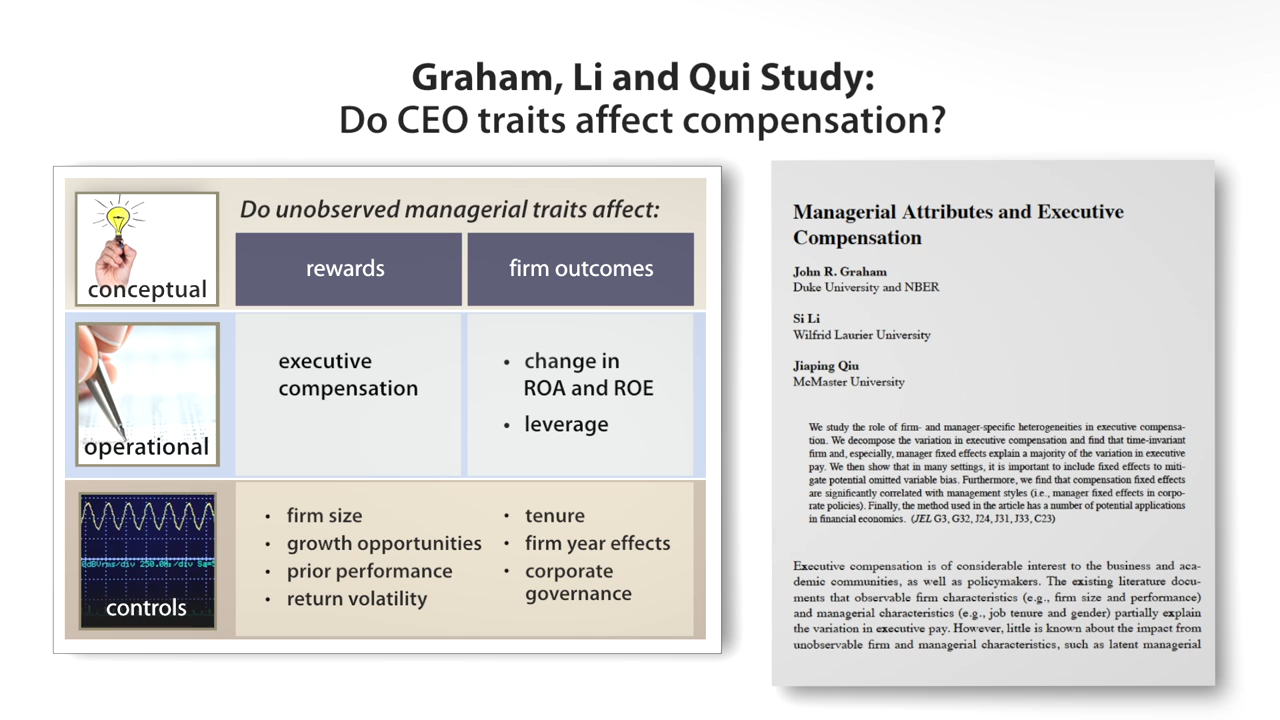 Graham, Li and Qui Study:
Do CEO traits affect compensation?
conceptual
Do unobserved managerial traits affect:
rewards
firm outcomes
operational
executive
compensation
• change in
ROA and ROE
• leverage
controls
• firm size
• growth opportunities
• prior performance
• return volatility
• tenure
• firm year effects
• corporate
governance
Managerial Attributes and Executive
Compensation
John R. Graham
Duke University and NBER
Si Li
Wilfrid Laurier University
Jiaping Qiu
McMaster University
We study the role of firm- and manager-specific heterogeneities in executive compensa-
tion. We decompose the variation in executive compensation and find that time-invariant
firm and, especially, manager fixed effects explain a majority of the variation in executive
pay. We then show that in many settings, it is important to include fixed effects to miti-
gate potential omitted variable bias. Furthermore, we find that compensation fixed effects
are significantly correlated with management styles (i.e., manager fixed effects in corpo-
rate policies). Finally, the method used in the article has a number of potential applications
in financial economics. (JEL G3, G32, J24, J31, J33, C23)
Executive compensation is of considerable interest to the business and aca-
demic communities, as well as policymakers. The existing literature docu-
ments that observable firm characteristics (e.g., firm size and performance)
and managerial characteristics (e.g., job tenure and gender) partially explain
the variation in executive pay. However, little is known about the impact from
unobservable firm and managerial characteristics, such as latent managerial